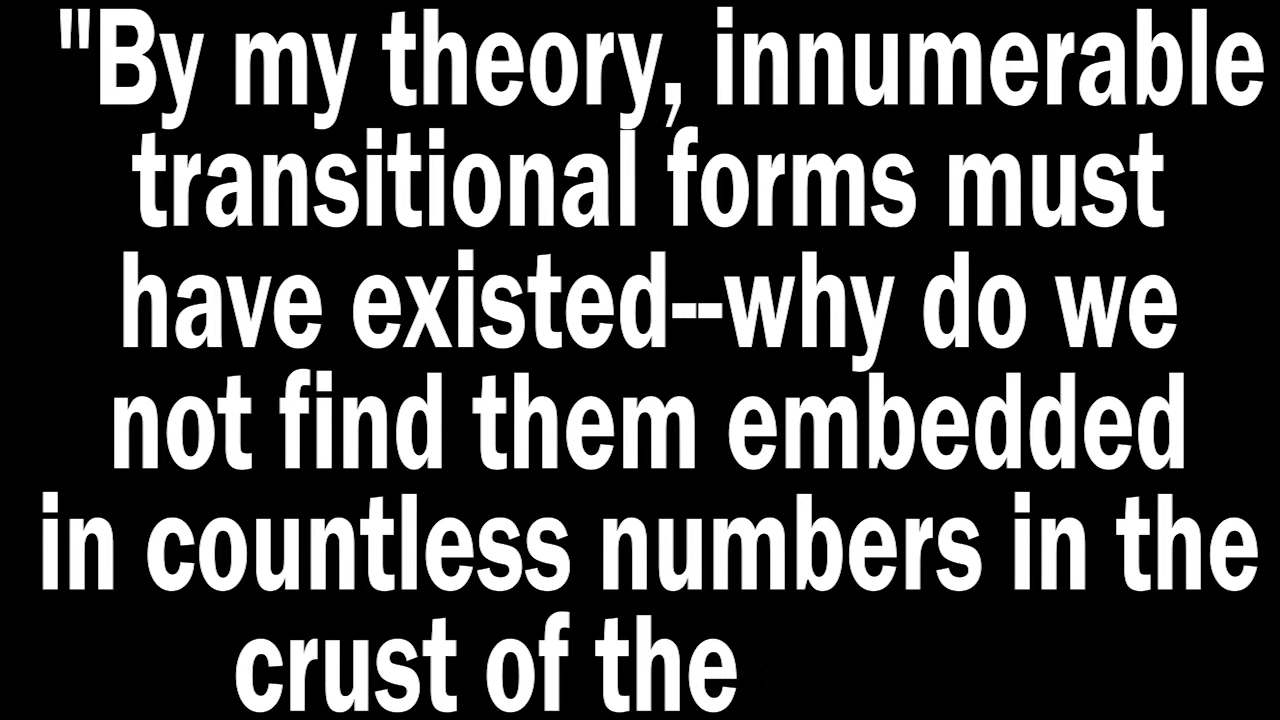 "By my theory, innumerable
transitional forms must
have existed--why do we
not find them embedded
in countless numbers in the
crust of the